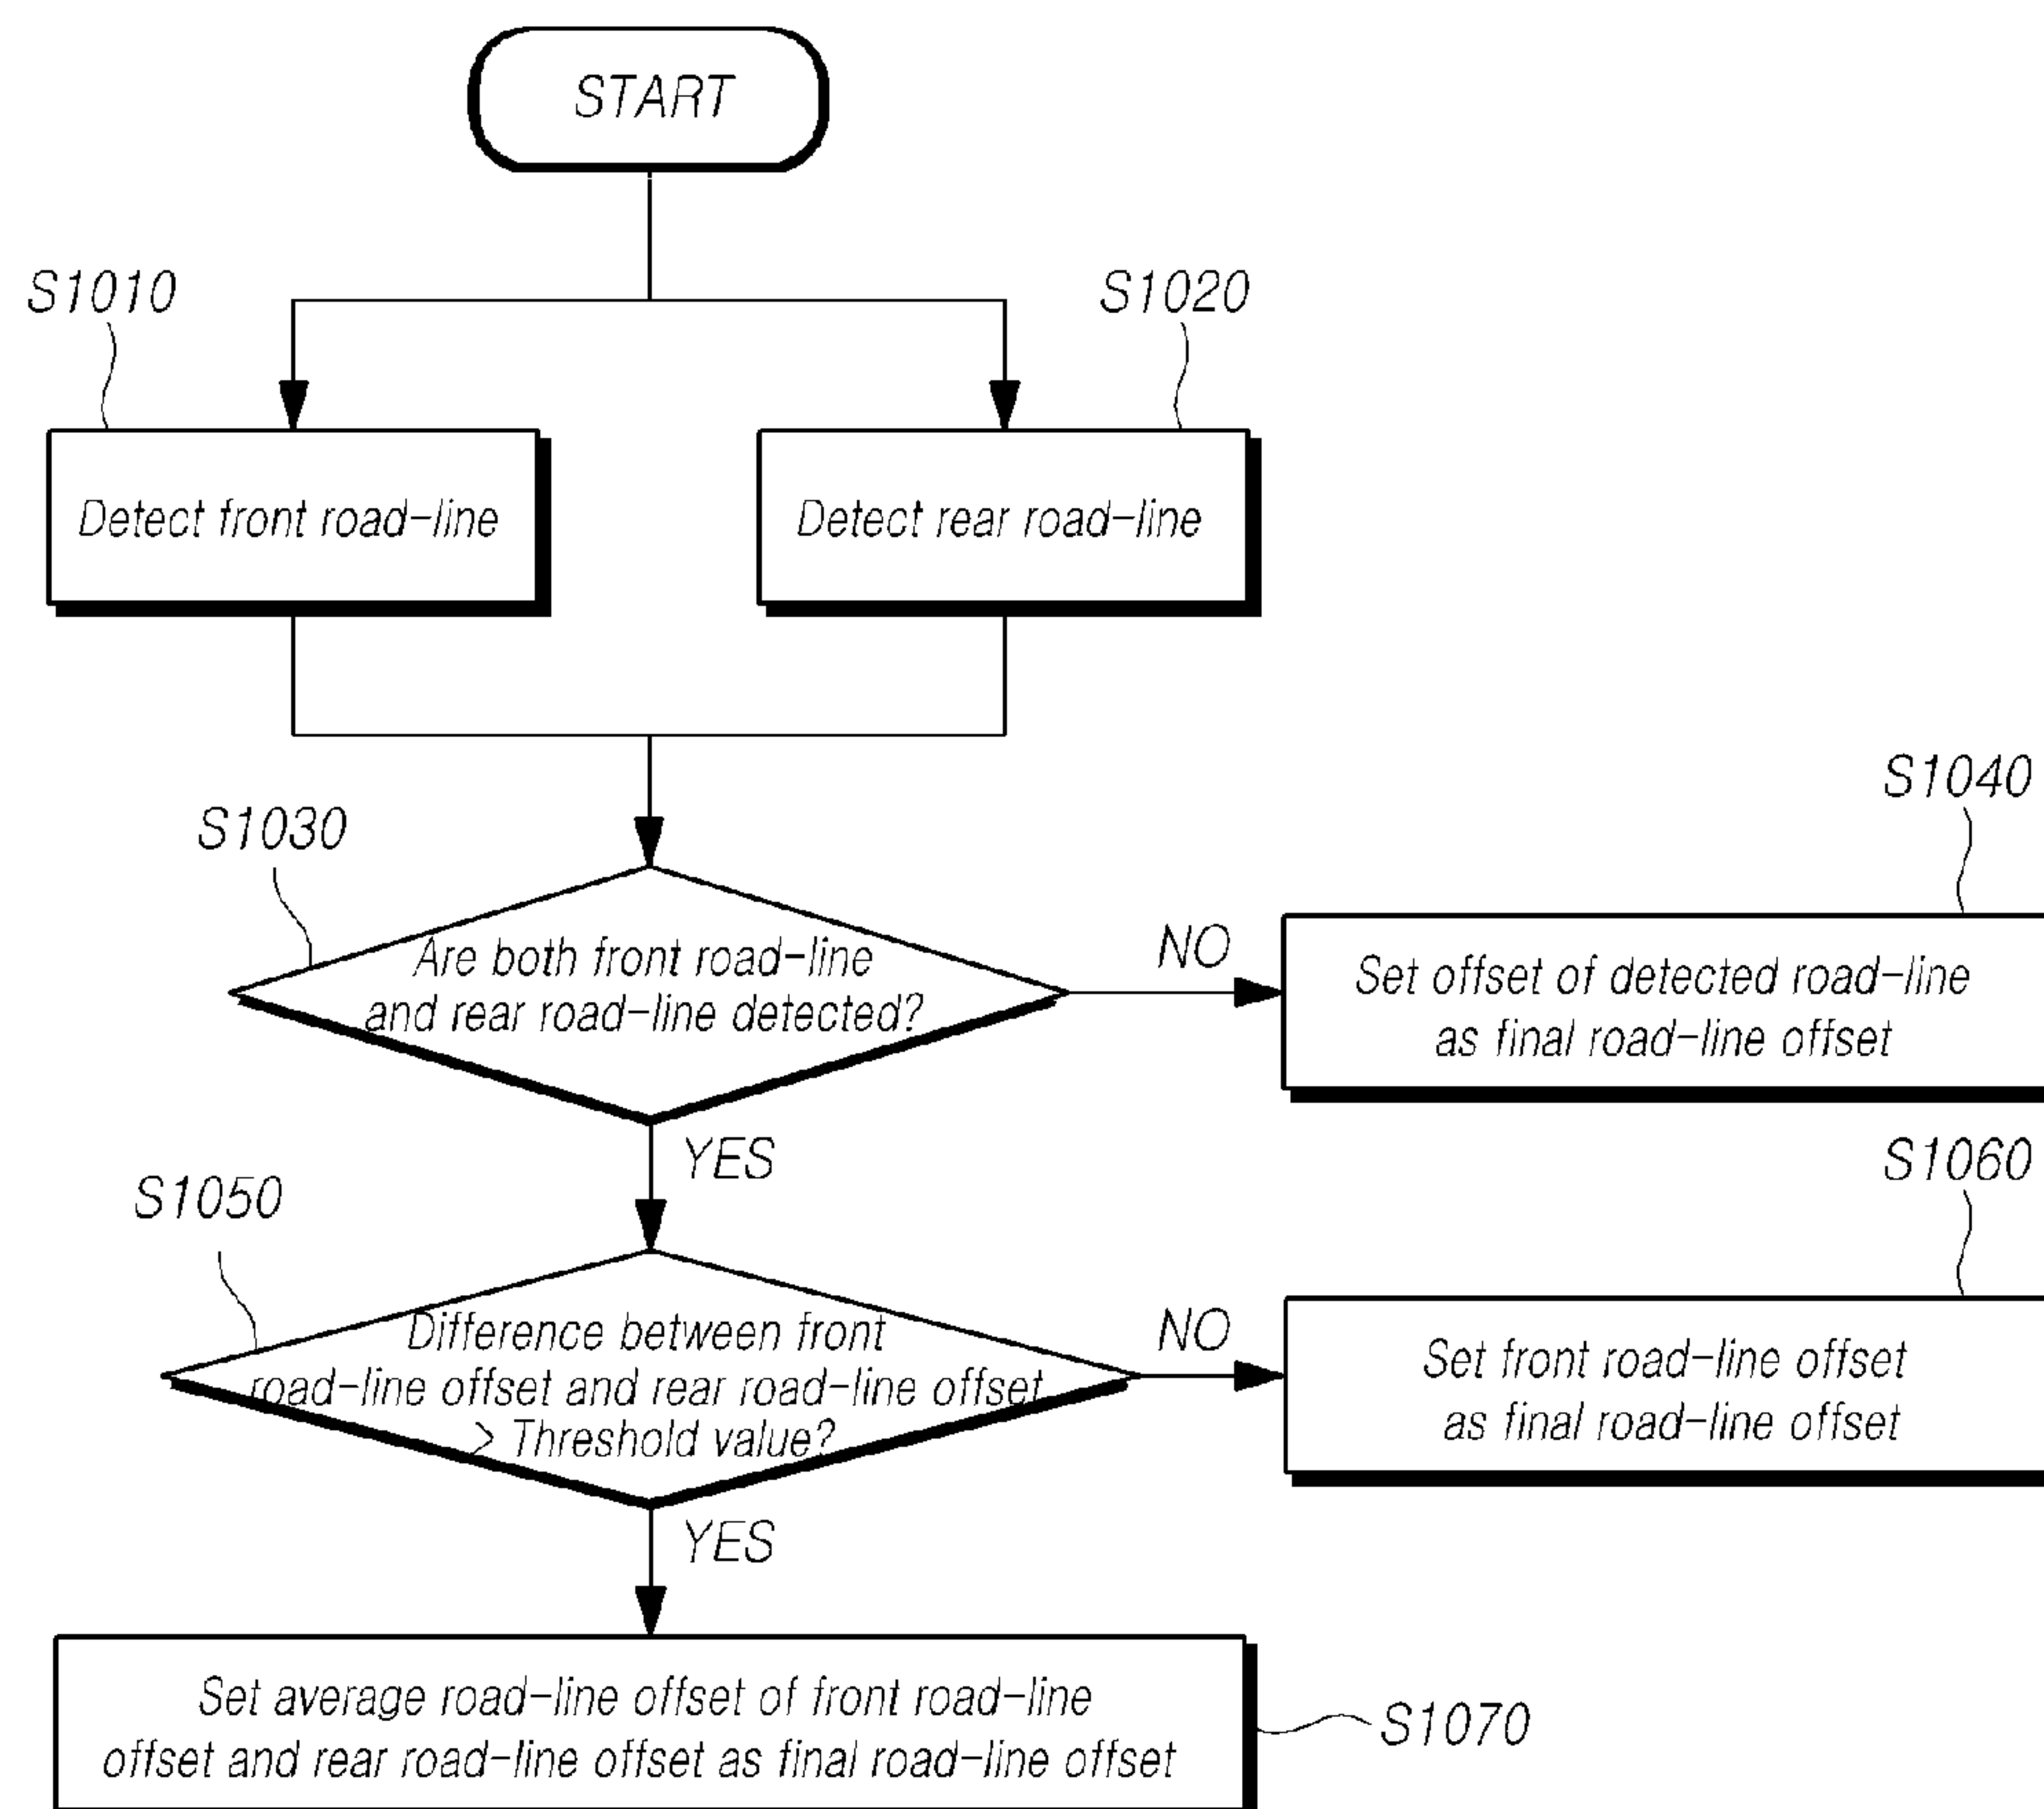 START
S1010
S1020
Detect front road-line
Detect rear road-line
S1030
S1040
Are both front road-line
and rear road-line detected?
NO
Set offset of detected road-line
as final road-line offset
YES
S1050
S1060
Difference between front
road-line offset and rear road-line offset
> Threshold value?
NO
Set front road-line offset
as final road-line offset
YES
Set average road-line offset of front road-line
offset and rear road-line offset as final road-line offset
S1070